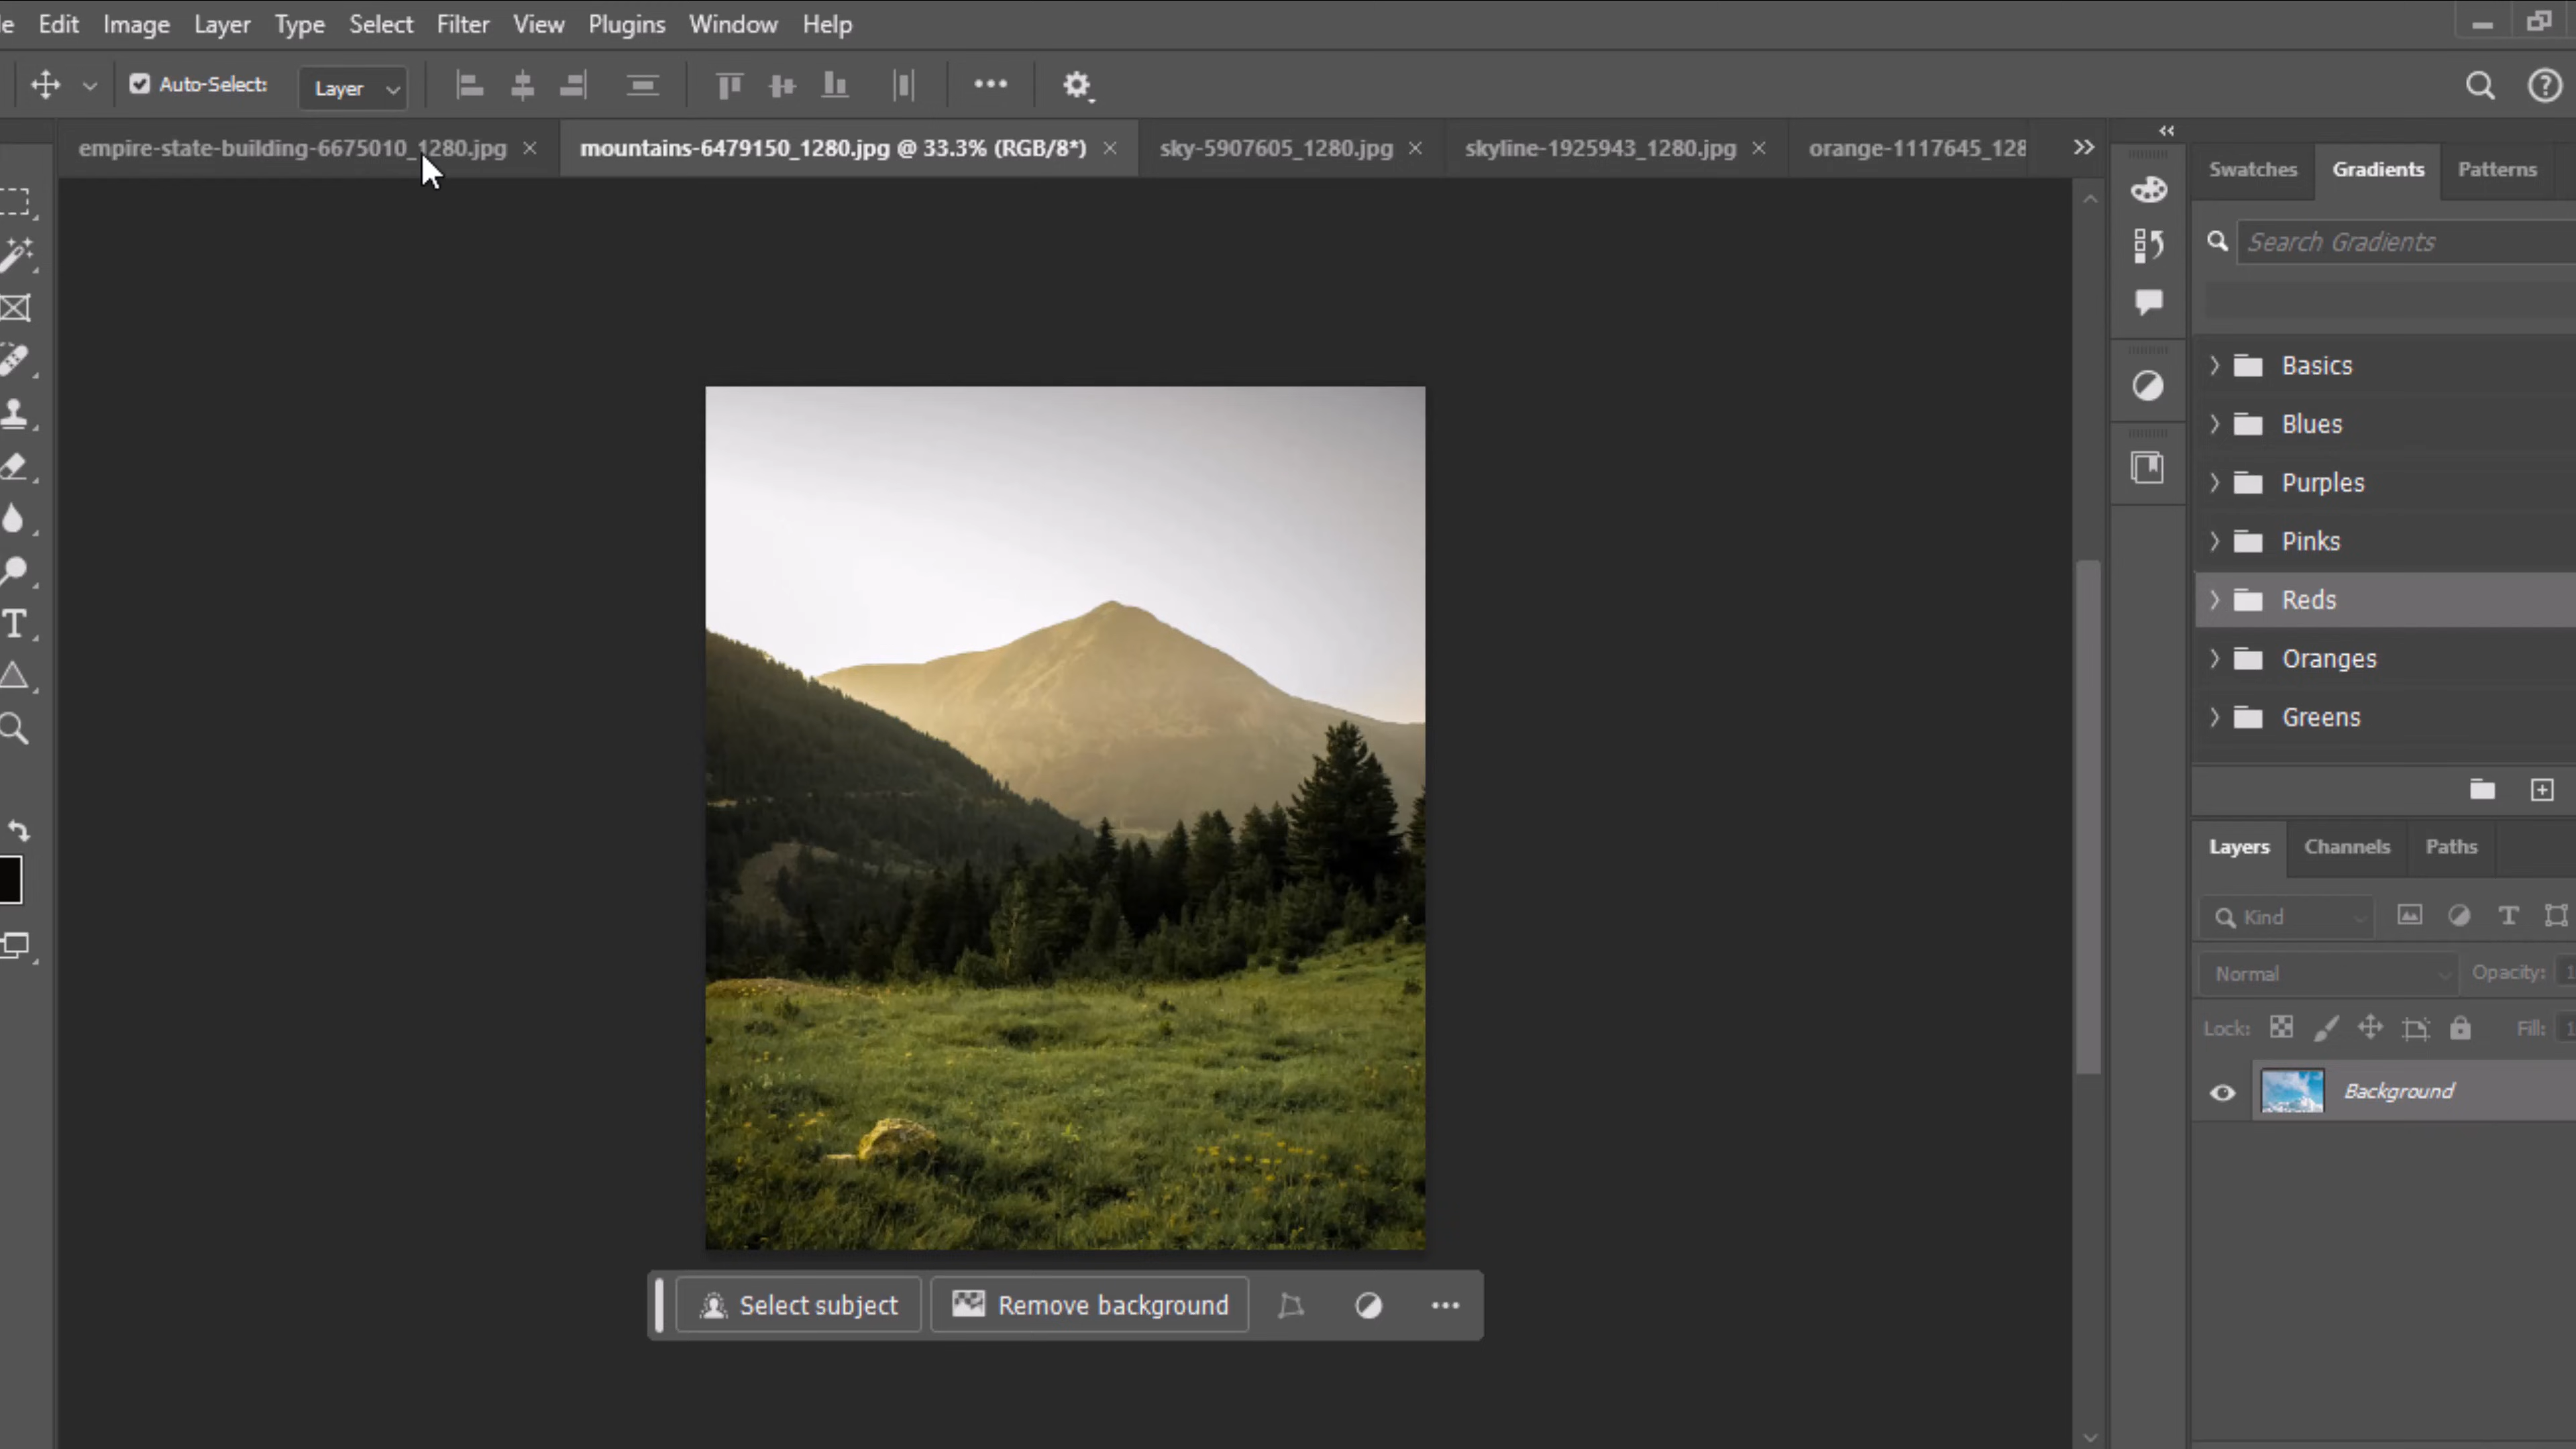 le Edit Image Layer Type Select Filter View Plugins Window Help
Auto-Select: Layer
empire-state-building-6675010_1280.jpg mountains-6479150_1280.jpg @ 33.3% (RGB/8*) sky-5907605_1280.jpg skyline-1925943_1280.jpg orange-1117645_128
Swatches Gradients Patterns
Search Gradients
Basics
Blues
Purples
Pinks
Reds
Oranges
Greens
Layers Channels Paths
Kind
Normal Opacity: 1
Lock: Fill: 1
Background
Select subject Remove background